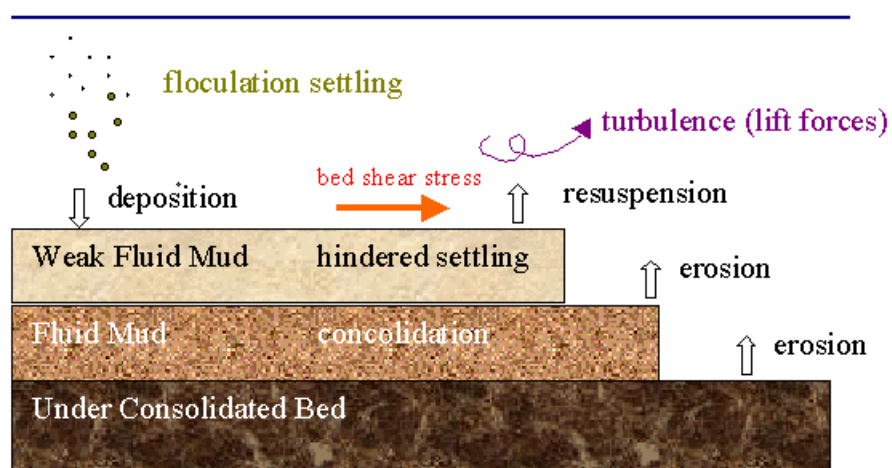 floculation settling
turbulence (lift forces)
bed shear stress
deposition
resuspension
Weak Fluid Mud hindered settling
erosion
Fluid Mud concolidation
erosion
Under Consolidated Bed